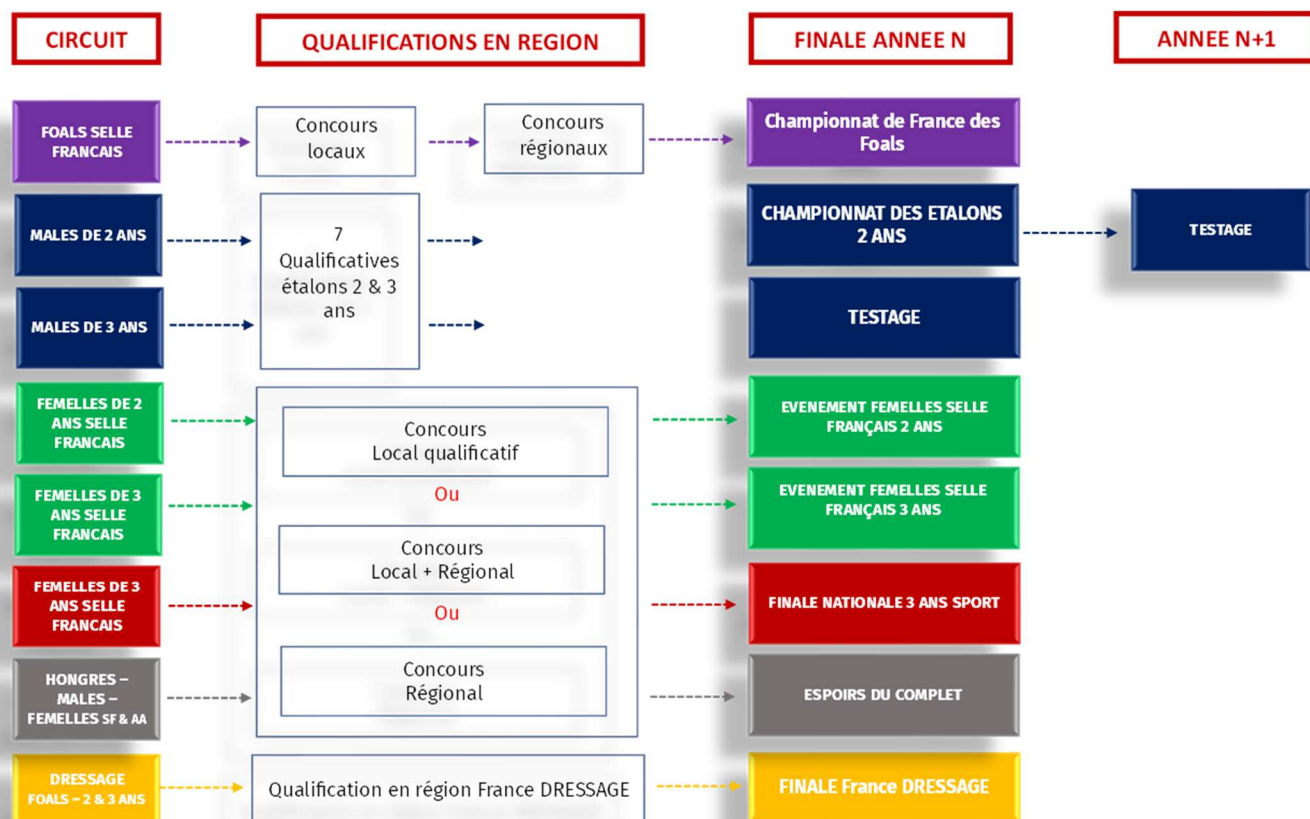 CIRCUIT
QUALIFICATIONS EN REGION
FINALE ANNEE N
ANNEE N+1
FOALS SELLE
FRANCAIS
Concours
locaux
Concours
régionaux
Championnat de France des
Foals
MALES DE 2 ANS
7
Qualificatives
étalons 2 & 3
ans
CHAMPIONNAT DES ETALONS
2 ANS
TESTAGE
MALES DE 3 ANS
TESTAGE
FEMELLES DE 2
ANS SELLE
FRANCAIS
Concours
Local qualificatif
EVENEMENT FEMELLES SELLE
FRANÇAIS 2 ANS
Ou
FEMELLES DE 3
ANS SELLE
FRANCAIS
EVENEMENT FEMELLES SELLE
FRANÇAIS 3 ANS
Concours
Local + Régional
FEMELLES DE 3
ANS SELLE
FRANCAIS
Ou
FINALE NATIONALE 3 ANS SPORT
HONGRES –
MALES –
FEMELLES SF & AA
Concours
Régional
ESPOIRS DU COMPLET
DRESSAGE
FOALS – 2 & 3 ANS
Qualification en région France DRESSAGE
FINALE France DRESSAGE